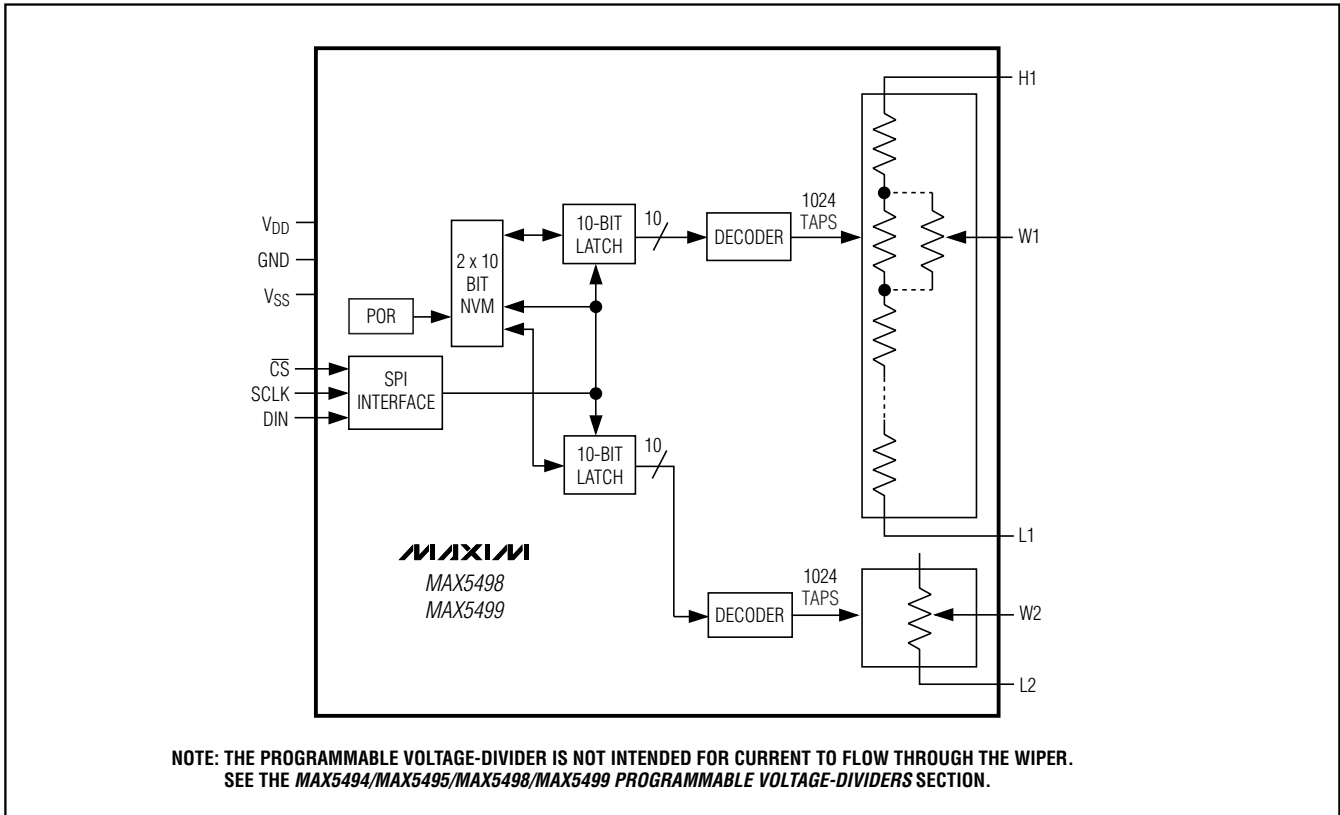 H1
1024
TAPS
10
10-BIT
LATCH
DECODER
W1
VDD
GND
VSS
2 x 10
BIT
NVM
POR
CS
SCLK
DIN
SPI
INTERFACE
10
10-BIT
LATCH
L1
MAXIM
MAX5498
MAX5499
1024
TAPS
DECODER
W2
L2
NOTE: THE PROGRAMMABLE VOLTAGE-DIVIDER IS NOT INTENDED FOR CURRENT TO FLOW THROUGH THE WIPER.
SEE THE MAX5494/MAX5495/MAX5498/MAX5499 PROGRAMMABLE VOLTAGE-DIVIDERS SECTION.